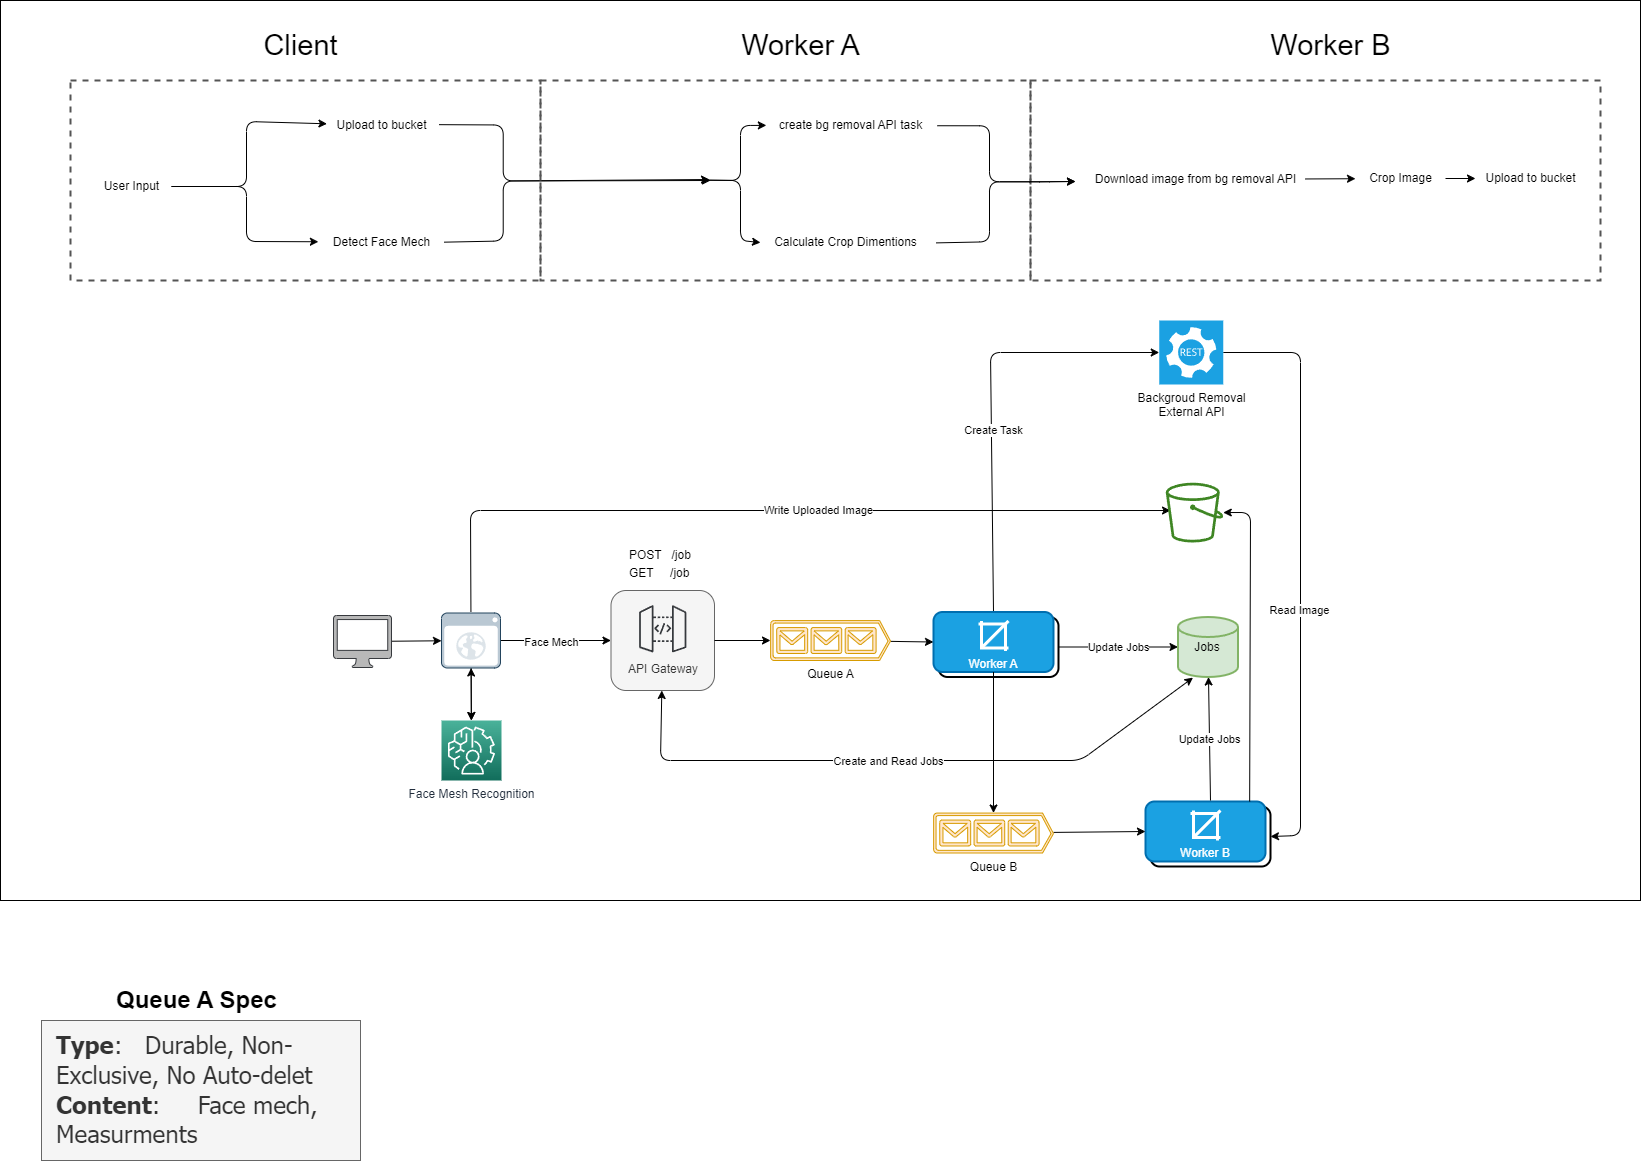 Client
Worker A
Worker B
Upload to bucket
create bg removal API task
User Input
Download image from bg removal API
Crop Image
Upload to bucket
Detect Face Mech
Calculate Crop Dimentions
REST
Backgroud Removal
External API
Create Task
Write Uploaded Image
POST /job
GET /job
Read Image
Face Mech
API Gateway
Queue A
Worker A
Update Jobs
Jobs
Update Jobs
Create and Read Jobs
Face Mesh Recognition
Queue B
Worker B
Queue A Spec
Type: Durable, Non-
Exclusive, No Auto-delet
Content: Face mech,
Measurments